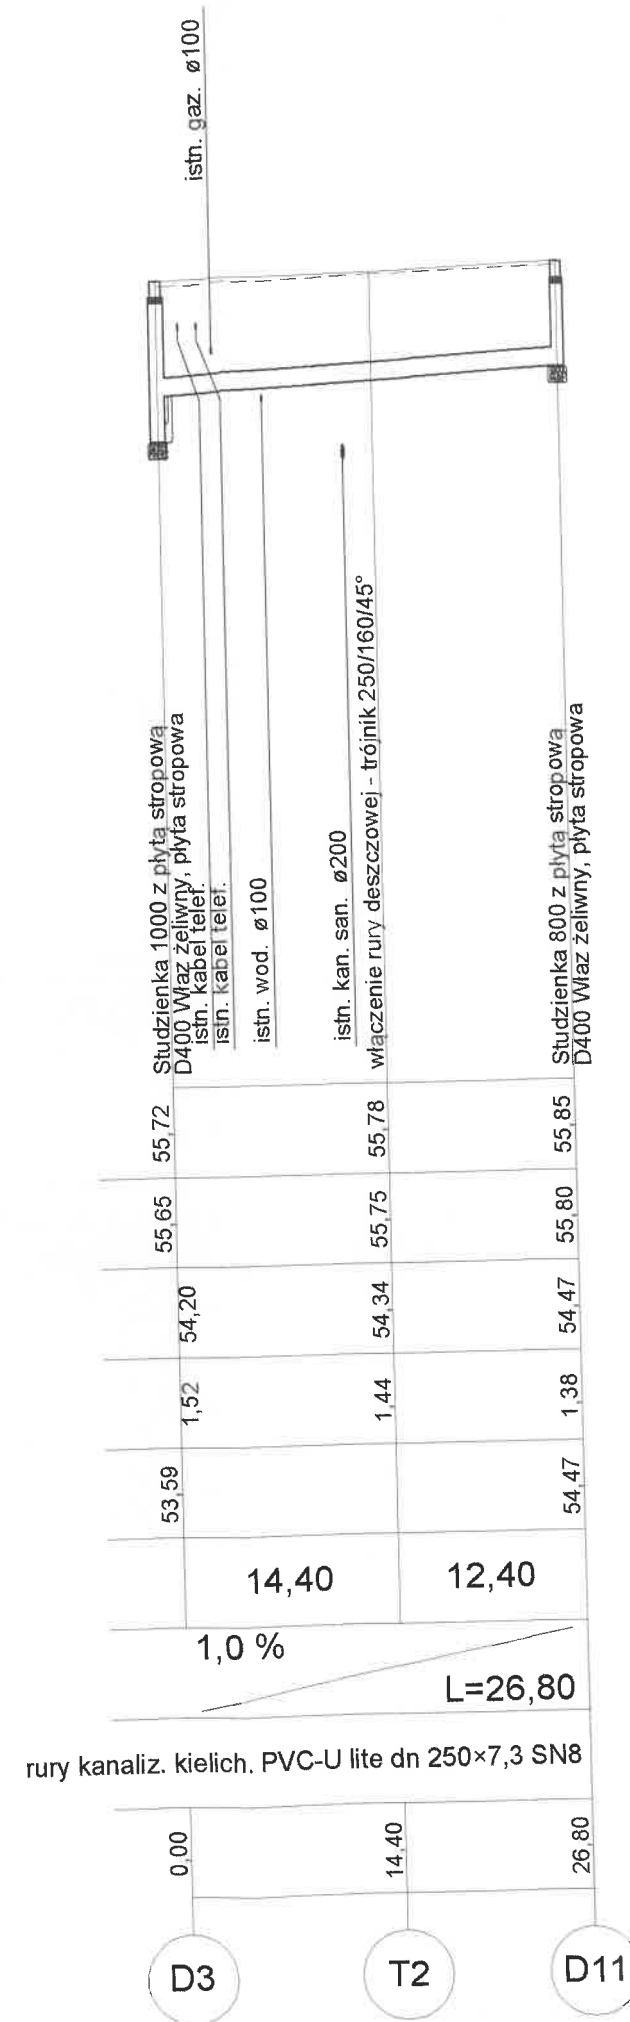 istn. gaz. ø100
Studzienka 1000 z płytą stropową
D400 Właz żeliwny, płyta stropowa
istn. kabel telef.
istn. kabel telef.
istn. wod. ø100
istn. kan. san. ø200
włączenie rury deszczowej - trójnik 250/160/45°
Studzienka 800 z płytą stropową
D400 Właz żeliwny, płyta stropowa
55,72 55,78 55,85
55,65 55,75 55,80
54,20 54,34 54,47
1,52 1,44 1,38
53,59 54,47
14,40 12,40
1,0 %
L=26,80
rury kanaliz. kielich. PVC-U lite dn 250×7,3 SN8
0,00 14,40 26,80
D3 T2 D11